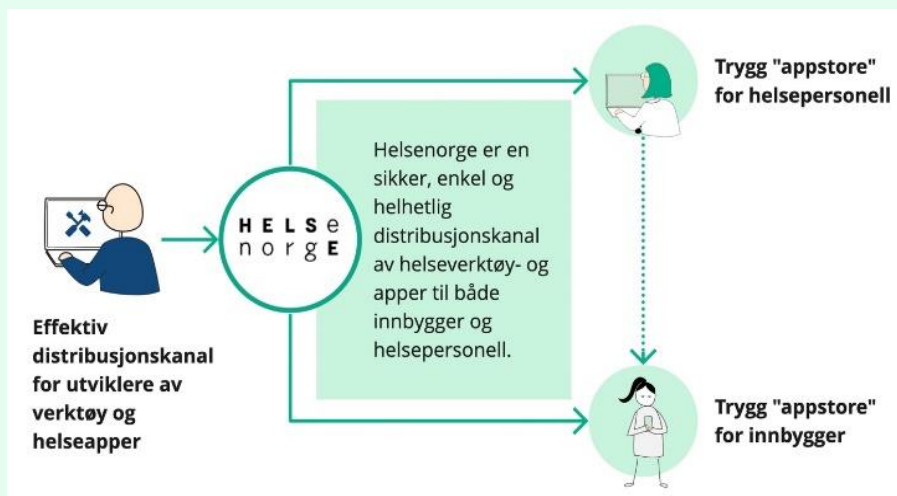 Effektiv
distribusjonskanal
for utviklere av
verktøy og
helseapper
HELSe
norgE
Helsenorge er en
sikker, enkel og
helhetlig
distribusjonskanal
av helseverktøy- og
apper til både
innbygger og
helsepersonell.
Trygg "appstore"
for helsepersonell
Trygg "appstore"
for innbygger